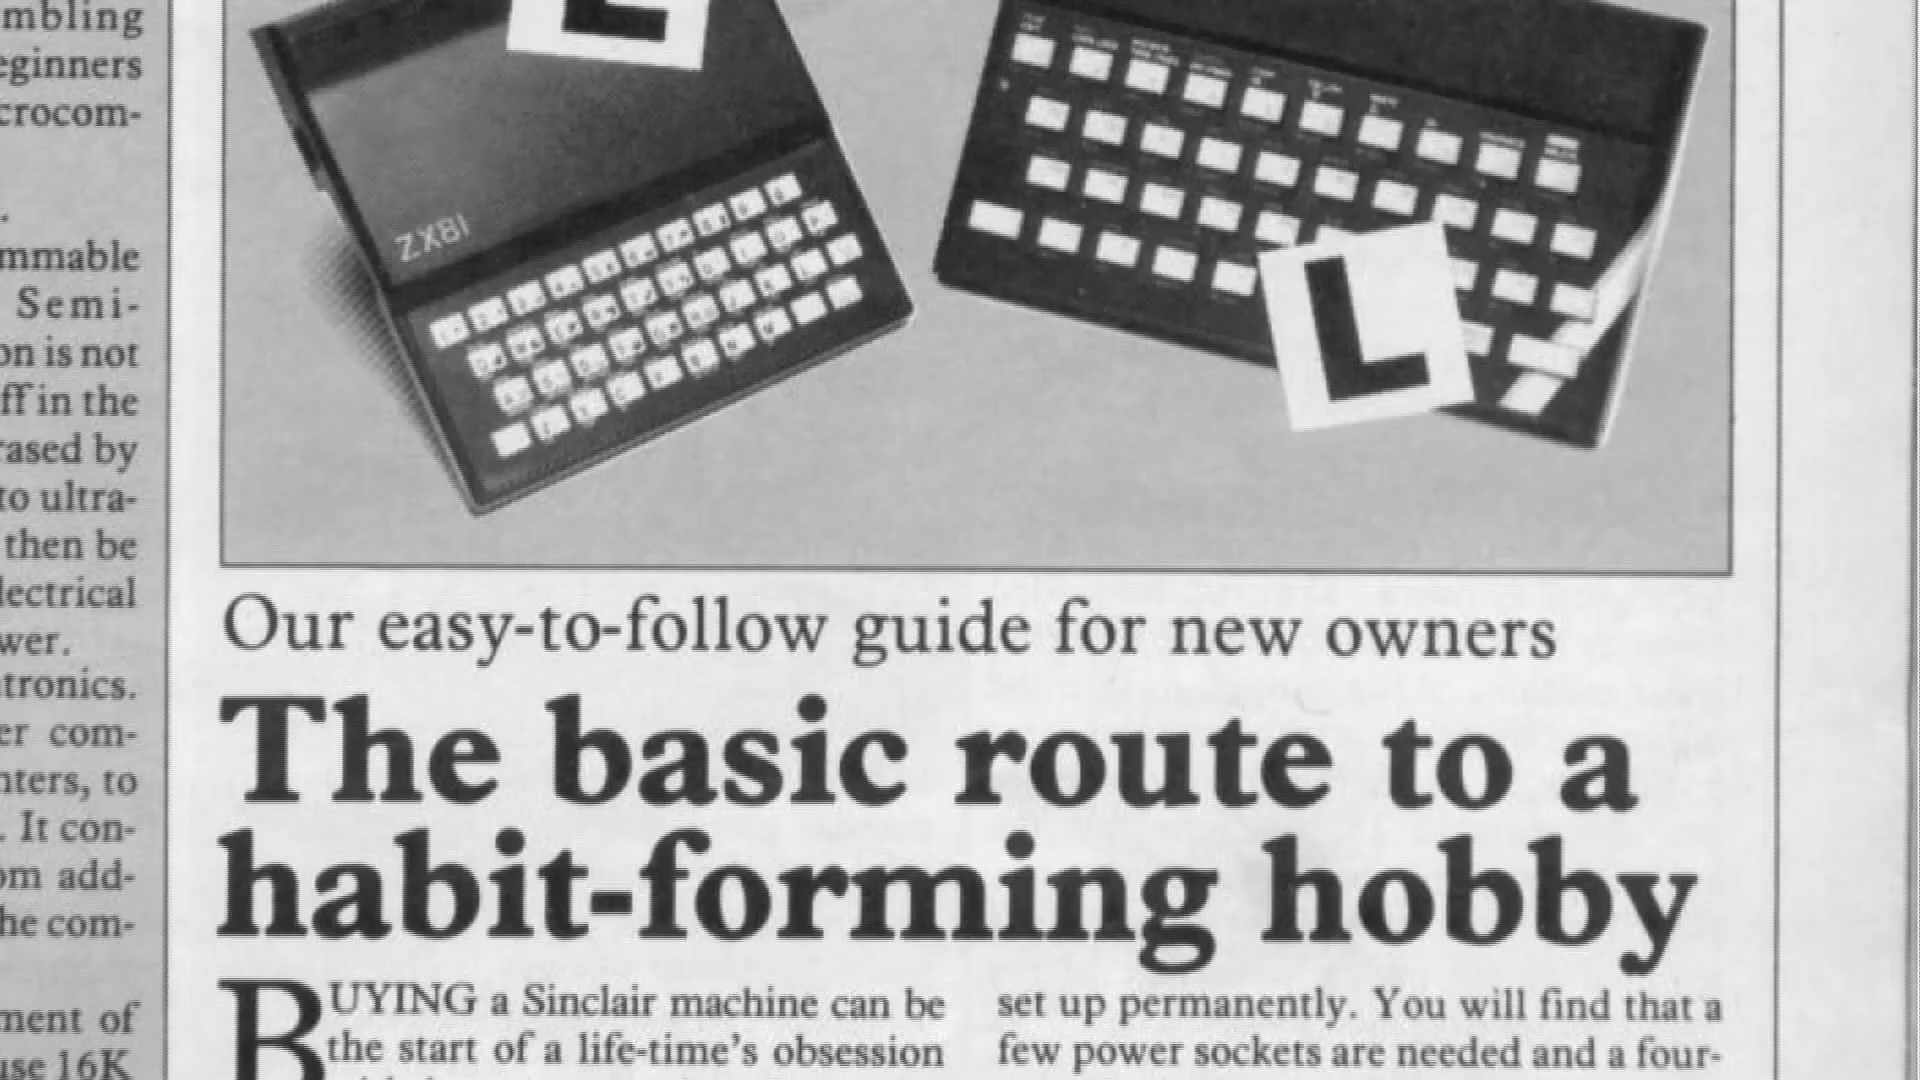 mbling
eginners
crocom-
.
mmable
Semi-
on is not
ff in the
rased by
to ultra-
then be
lectrical
wer.
tronics.
er com-
nters, to
. It con-
om add-
he com-
ment of
use 16K
L
ZX81
L
Our easy-to-follow guide for new owners
The basic route to a
habit-forming hobby
BUYING a Sinclair machine can be
the start of a life-time's obsession
set up permanently. You will find that a
few power sockets are needed and a four-